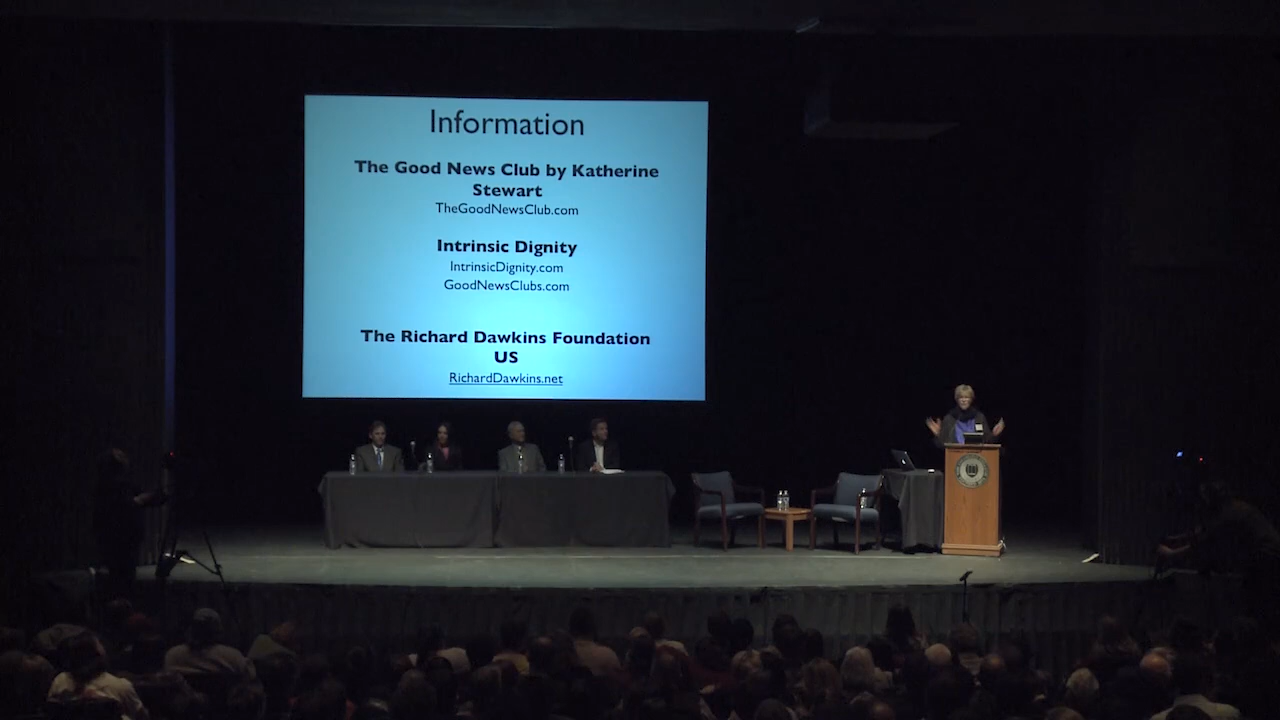 Information
The Good News Club by Katherine
Stewart
TheGoodNewsClub.com
Intrinsic Dignity
IntrinsicDignity.com
GoodNewsClubs.com
The Richard Dawkins Foundation
US
RichardDawkins.net